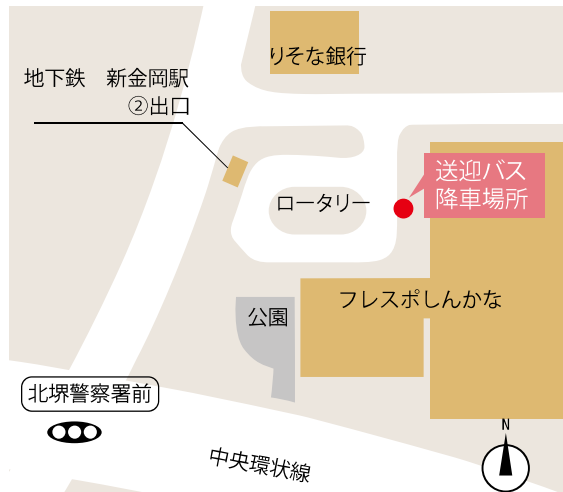 りそな銀行
地下鉄　新金岡駅
②出口
送迎バス
降車場所
ロータリー
フレスポしんかな
公園
北堺警察署前
中央環状線
N